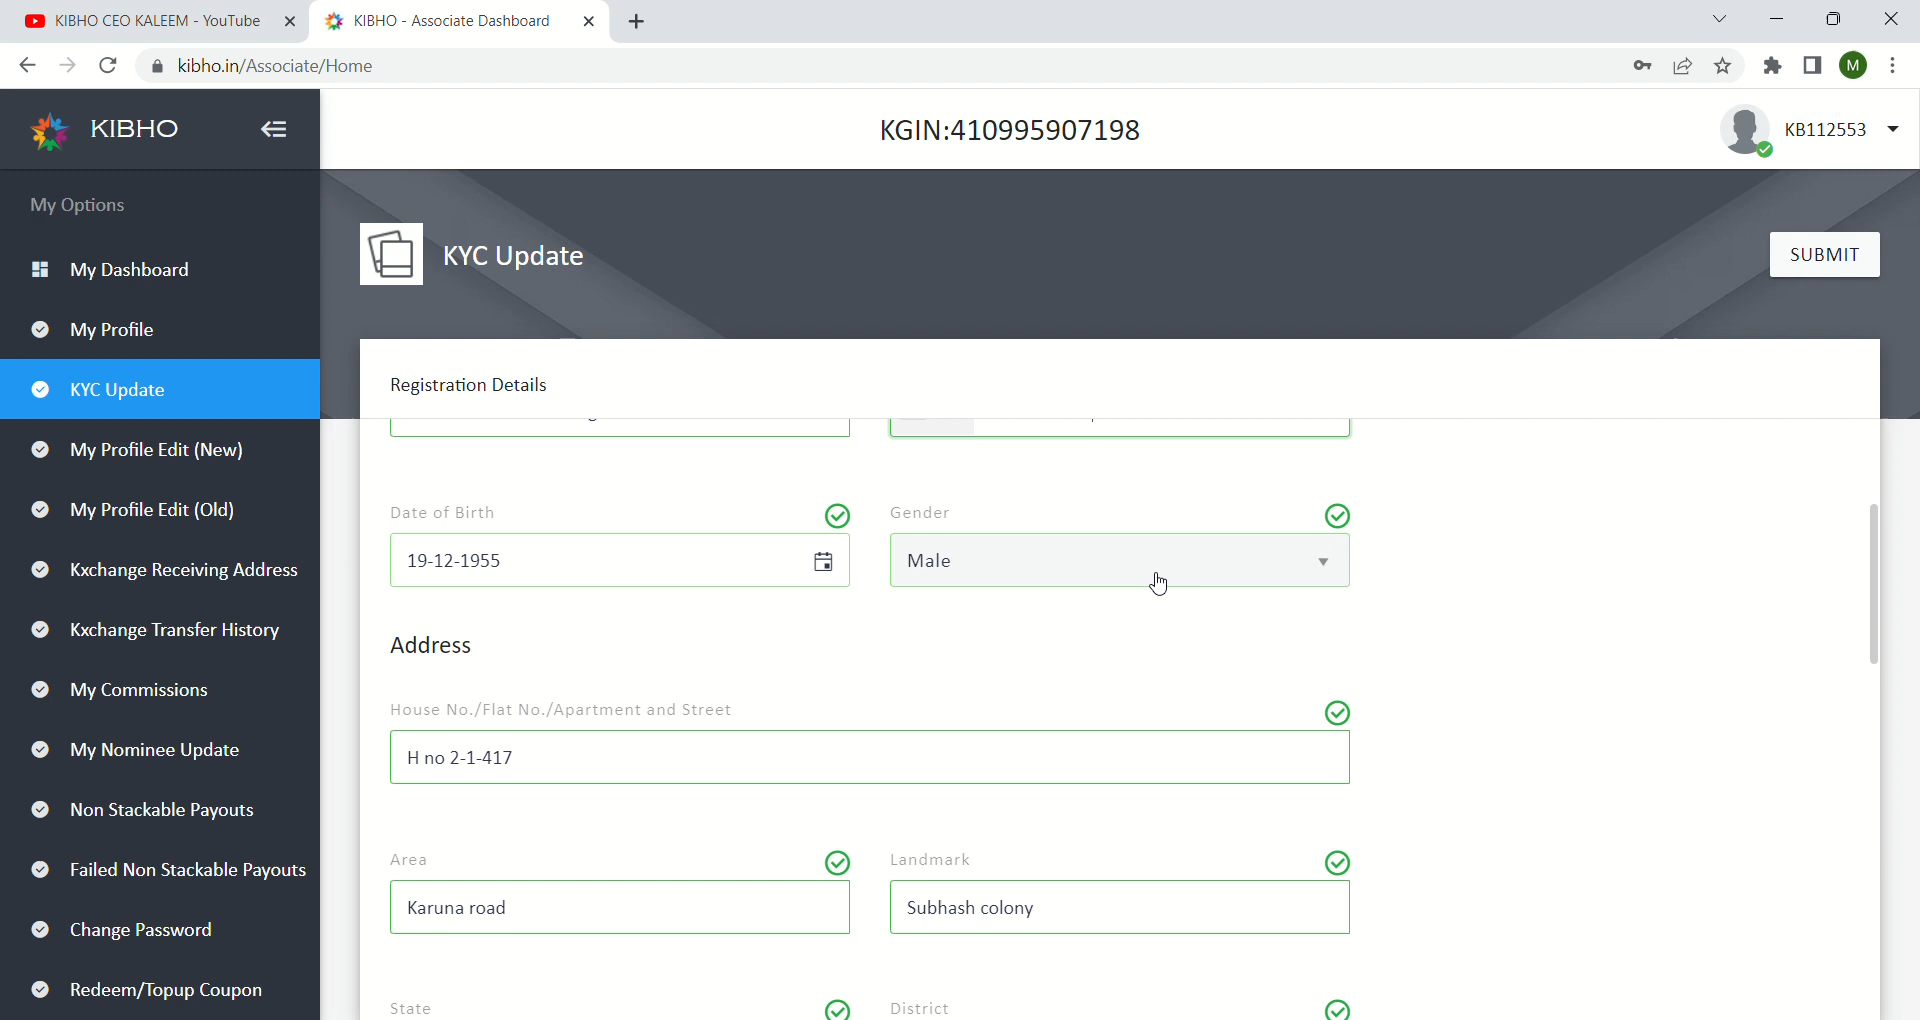 KIBHO CEO KALEEM - YouTube
KIBHO - Associate Dashboard
kibho.in/Associate/Home
M
KIBHO
KGIN:410995907198
KB112553
My Options
My Dashboard
My Profile
KYC Update
My Profile Edit (New)
My Profile Edit (Old)
Kxchange Receiving Address
Kxchange Transfer History
My Commissions
My Nominee Update
Non Stackable Payouts
Failed Non Stackable Payouts
Change Password
Redeem/Topup Coupon
KYC Update
SUBMIT
Registration Details
Date of Birth
Gender
19-12-1955
Male
Address
House No./Flat No./Apartment and Street
H no 2-1-417
Area
Landmark
Karuna road
Subhash colony
State
District